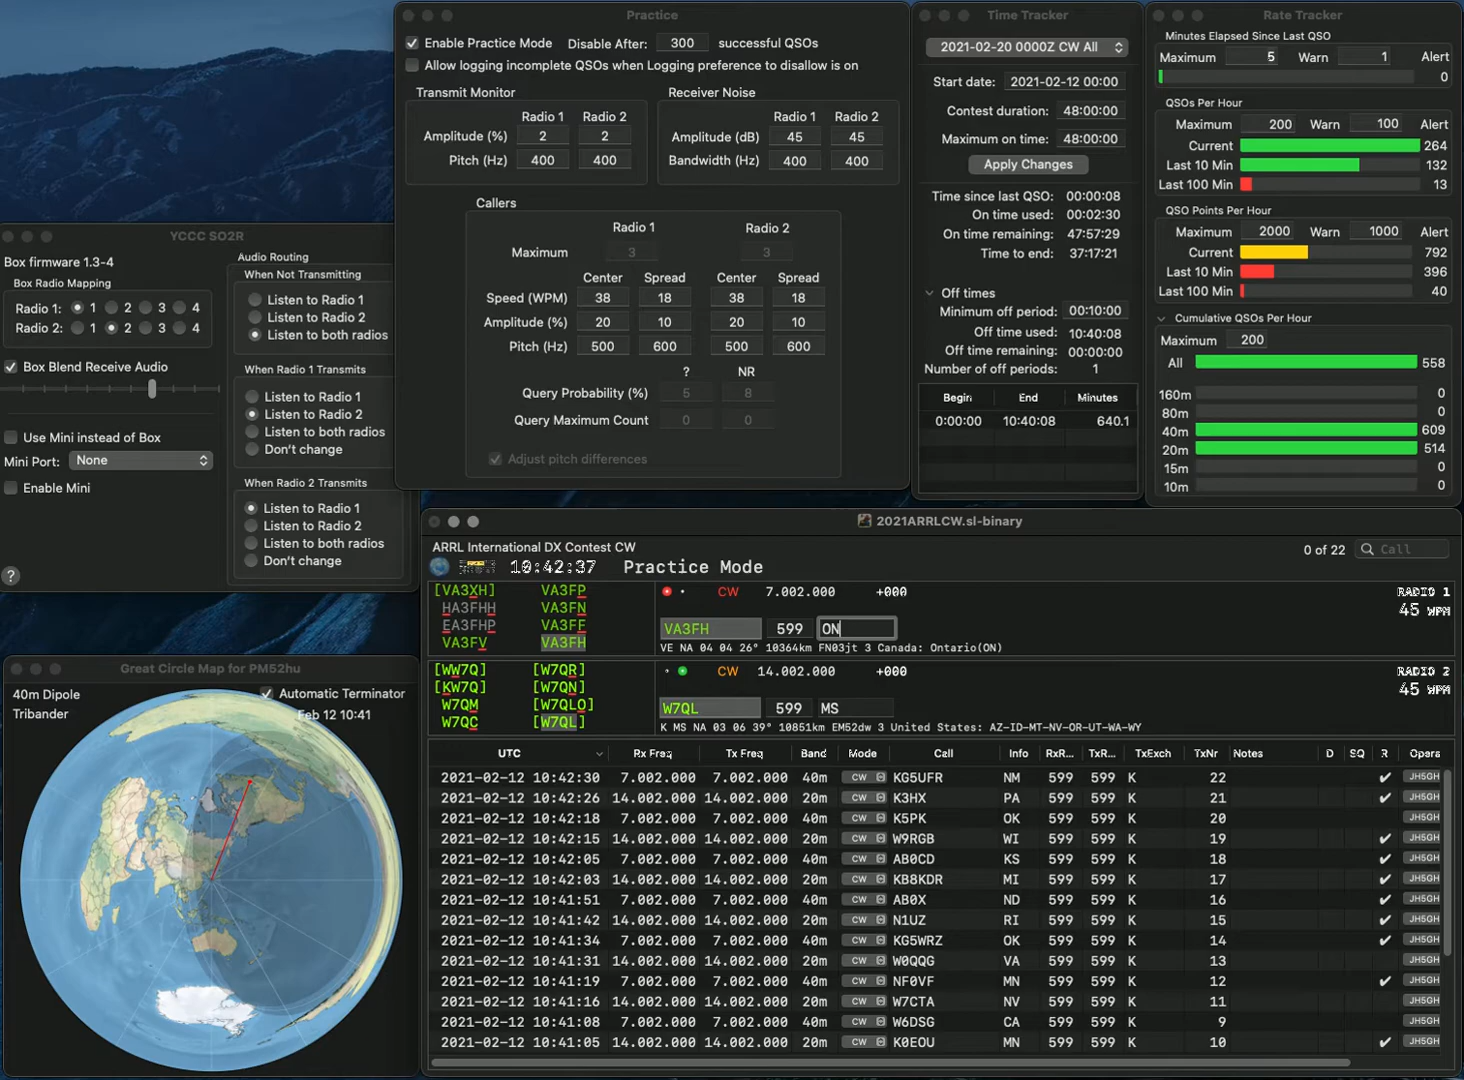 Practice
Enable Practice Mode Disable After: 300 successful QSOs
Allow logging incomplete QSOs when Logging preference to disallow is on
Transmit Monitor
Radio 1 Radio 2
Amplitude (%) 2 2
Pitch (Hz) 400 400
Receiver Noise
Radio 1 Radio 2
Amplitude (dB) 45 45
Bandwidth (Hz) 400 400
Callers
Radio 1 Radio 2
Maximum 3 3
Center Spread Center Spread
Speed (WPM) 38 18 38 18
Amplitude (%) 20 10 20 10
Pitch (Hz) 500 600 500 600
? NR
Query Probability (%) 5 8
Query Maximum Count 0 0
Adjust pitch differences
Time Tracker
2021-02-20 0000Z CW All
Start date: 2021-02-12 00:00
Contest duration: 48:00:00
Maximum on time: 48:00:00
Apply Changes
Time since last QSO: 00:00:08
On time used: 00:02:30
On time remaining: 47:57:29
Time to end: 37:17:21
Off times
Minimum off period: 00:10:00
Off time used: 10:40:08
Off time remaining: 00:00:00
Number of off periods: 1
Begin End Minutes
0:00:00 10:40:08 640.1
Rate Tracker
Minutes Elapsed Since Last QSO
Maximum 5 Warn 1 Alert
0
QSOs Per Hour
Maximum 200 Warn 100 Alert
Current 264
Last 10 Min 132
Last 100 Min 13
QSO Points Per Hour
Maximum 2000 Warn 1000 Alert
Current 792
Last 10 Min 396
Last 100 Min 40
Cumulative QSOs Per Hour
Maximum 200
All 558
160m 0
80m 0
40m 609
20m 514
15m 0
10m 0
YCCC SO2R
Box firmware 1.3-4
Box Radio Mapping
Radio 1: 1 2 3 4
Radio 2: 1 2 3 4
Box Blend Receive Audio
Use Mini instead of Box
Mini Port: None
Enable Mini
?
Audio Routing
When Not Transmitting
Listen to Radio 1
Listen to Radio 2
Listen to both radios
When Radio 1 Transmits
Listen to Radio 1
Listen to Radio 2
Listen to both radios
Don't change
When Radio 2 Transmits
Listen to Radio 1
Listen to Radio 2
Listen to both radios
Don't change
Great Circle Map for PM52hu
40m Dipole
Tribander
Automatic Terminator
Feb 12 10:41
2021ARRLCW.sl-binary
ARRL International DX Contest CW
0 of 22 Call
10:42:37 Practice Mode
[VA3XH] VA3FP
HA3FHH VA3FN
EA3FHP VA3FF
VA3FV VA3FH
CW 7.002.000 +000 RADIO 1
45 WPM
VA3FH 599 ON
VE NA 04 04 26° 10364km FN03jt 3 Canada: Ontario(ON)
[WW7Q] [W7QR]
[KW7Q] [W7QN]
W7QM [W7QLO]
W7QC [W7QL]
CW 14.002.000 +000 RADIO 2
45 WPM
W7QL 599 MS
K MS NA 03 06 39° 10851km EM52dw 3 United States: AZ-ID-MT-NV-OR-UT-WA-WY
UTC Rx Freq Tx Freq Band Mode Call Info RxR... TxR... TxExch TxNr Notes D SQ R Opera
2021-02-12 10:42:30 7.002.000 7.002.000 40m CW KG5UFR NM 599 599 K 22 ✔ JH5GH
2021-02-12 10:42:26 14.002.000 14.002.000 20m CW K3HX PA 599 599 K 21 ✔ JH5GH
2021-02-12 10:42:18 7.002.000 14.002.000 20m CW K5PK OK 599 599 K 20 JH5GH
2021-02-12 10:42:15 14.002.000 14.002.000 20m CW W9RGB WI 599 599 K 19 ✔ JH5GH
2021-02-12 10:42:05 7.002.000 7.002.000 40m CW AB0CD KS 599 599 K 18 ✔ JH5GH
2021-02-12 10:42:03 14.002.000 14.002.000 20m CW KB8KDR MI 599 599 K 17 ✔ JH5GH
2021-02-12 10:41:51 7.002.000 7.002.000 40m CW AB0X ND 599 599 K 16 ✔ JH5GH
2021-02-12 10:41:42 14.002.000 14.002.000 20m CW N1UZ RI 599 599 K 15 ✔ JH5GH
2021-02-12 10:41:34 7.002.000 7.002.000 40m CW KG5WRZ OK 599 599 K 14 ✔ JH5GH
2021-02-12 10:41:31 14.002.000 7.002.000 40m CW W0QQG VA 599 599 K 13 JH5GH
2021-02-12 10:41:19 7.002.000 7.002.000 40m CW NF0VF MN 599 599 K 12 ✔ JH5GH
2021-02-12 10:41:16 14.002.000 14.002.000 20m CW W7CTA NV 599 599 K 11 JH5GH
2021-02-12 10:41:08 7.002.000 7.002.000 40m CW W6DSG CA 599 599 K 9 JH5GH
2021-02-12 10:41:05 14.002.000 14.002.000 20m CW K0EOU MN 599 599 K 10 ✔ JH5GH